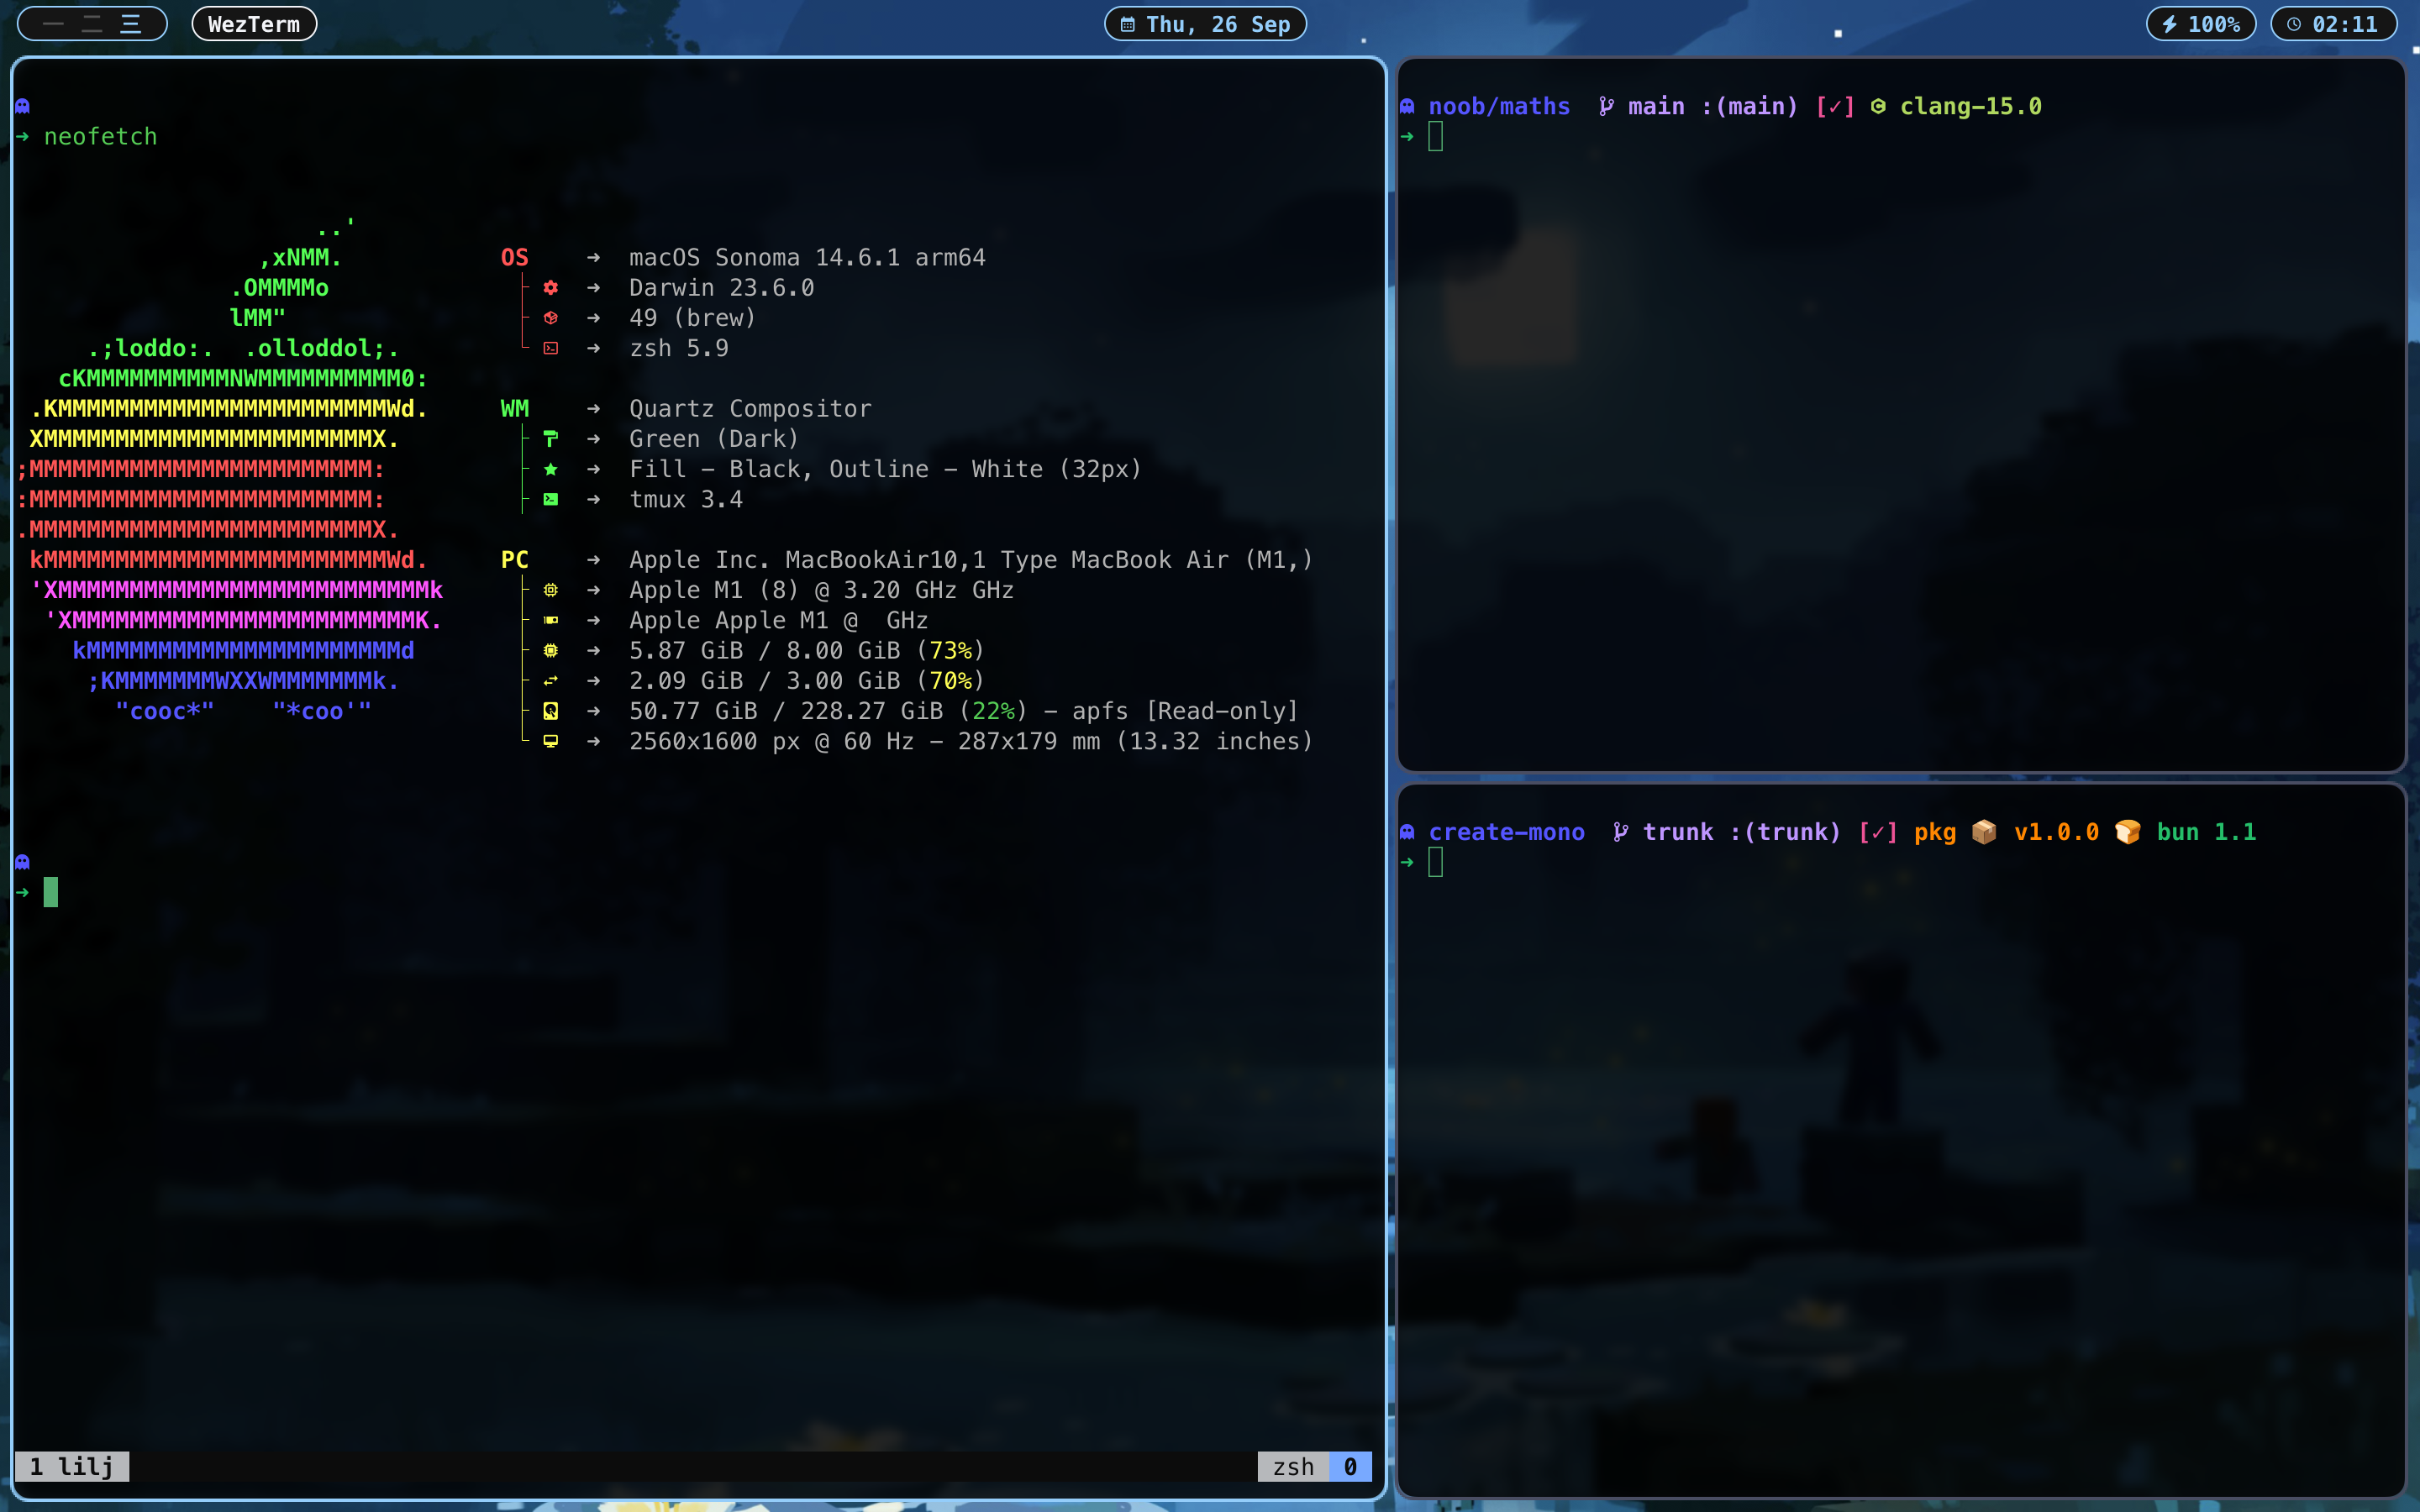 一 二 三 WezTerm Thu, 26 Sep 100% 02:11
➜ neofetch
..'
,xNMM.
.OMMMMo
lMM"
.;loddo:. .olloddol;.
cKMMMMMMMMMMNWMMMMMMMMMM0:
.KMMMMMMMMMMMMMMMMMMMMMMMWd.
XMMMMMMMMMMMMMMMMMMMMMMMX.
;MMMMMMMMMMMMMMMMMMMMMMMM:
:MMMMMMMMMMMMMMMMMMMMMMMM:
.MMMMMMMMMMMMMMMMMMMMMMMMX.
kMMMMMMMMMMMMMMMMMMMMMMMMWd.
'XMMMMMMMMMMMMMMMMMMMMMMMMMMk
'XMMMMMMMMMMMMMMMMMMMMMMMMK.
kMMMMMMMMMMMMMMMMMMMMMMd
;KMMMMMMMWXXWMMMMMMMk.
"cooc*" "*coo'"
OS ➜ macOS Sonoma 14.6.1 arm64
➜ Darwin 23.6.0
➜ 49 (brew)
➜ zsh 5.9
WM ➜ Quartz Compositor
➜ Green (Dark)
➜ Fill - Black, Outline - White (32px)
➜ tmux 3.4
PC ➜ Apple Inc. MacBookAir10,1 Type MacBook Air (M1,)
➜ Apple M1 (8) @ 3.20 GHz GHz
➜ Apple Apple M1 @  GHz
➜ 5.87 GiB / 8.00 GiB (73%)
➜ 2.09 GiB / 3.00 GiB (70%)
➜ 50.77 GiB / 228.27 GiB (22%) - apfs [Read-only]
➜ 2560x1600 px @ 60 Hz - 287x179 mm (13.32 inches)
➜
1 lilj zsh 0
noob/maths main :(main) [✓] clang-15.0
➜
create-mono trunk :(trunk) [✓] pkg 📦 v1.0.0 🍞 bun 1.1
➜